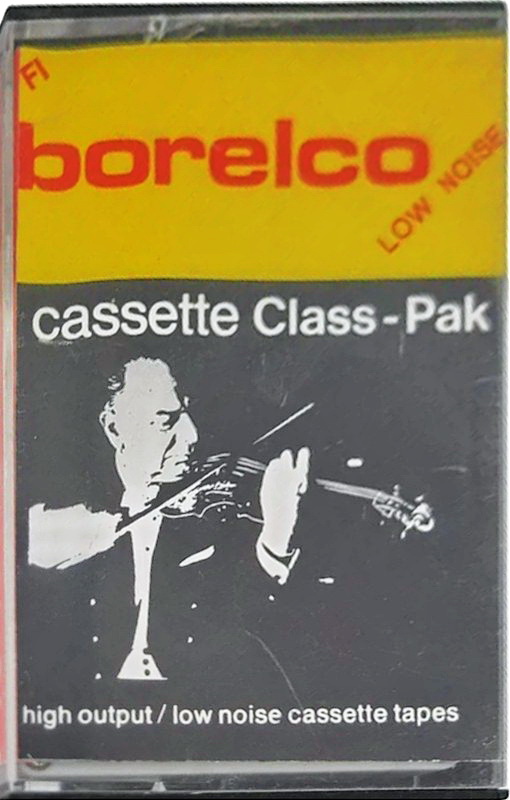 FI
borelco
LOW NOISE
cassette Class-Pak
high output / low noise cassette tapes